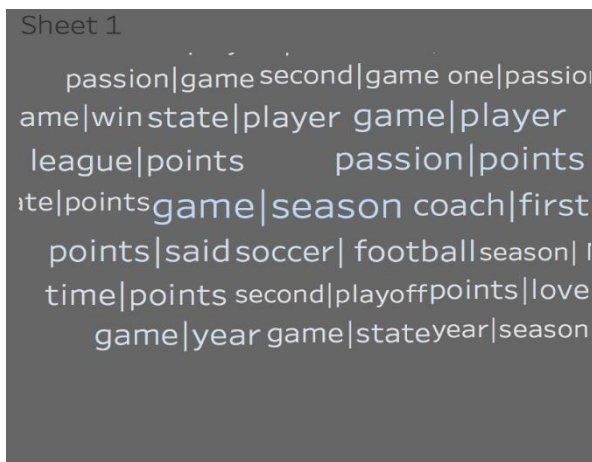 Sheet 1
passion|game second|game one|passio
ame|win state|player game|player
league|points passion|points
ate|points game|season coach|first
points|said soccer| football season|
time|points second|playoff points|love
game|year game|state year|season